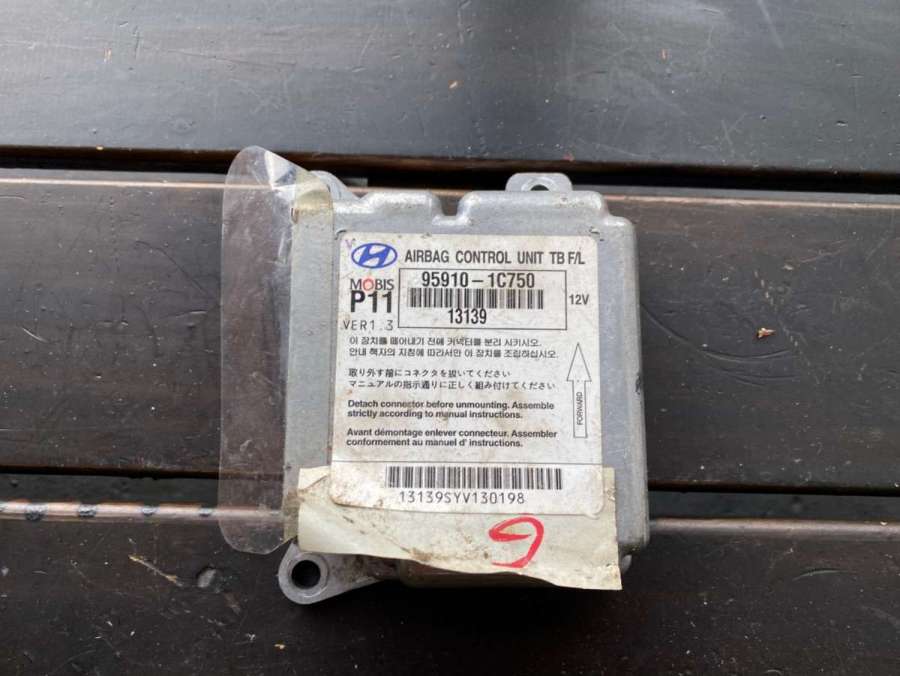 AIRBAG CONTROL UNIT TB F/L
MOBIS
95910-1C750
P11
12V
13139
VER1.3
이 장치를 떼어내기 전에 커넥터를 분리 시키시오.
안내 책자의 지침에 따라서만 이 장치를 조립하십시오.
取り外す前にコネクタを抜いてください
マニュアルの指示通りに正しく組み付けてください
FORWARD
Detach connector before unmounting. Assemble
strictly according to manual instructions.
Avant démontage enlever connecteur. Assembler
conformement au manuel d' instructions.
13139SYV130198